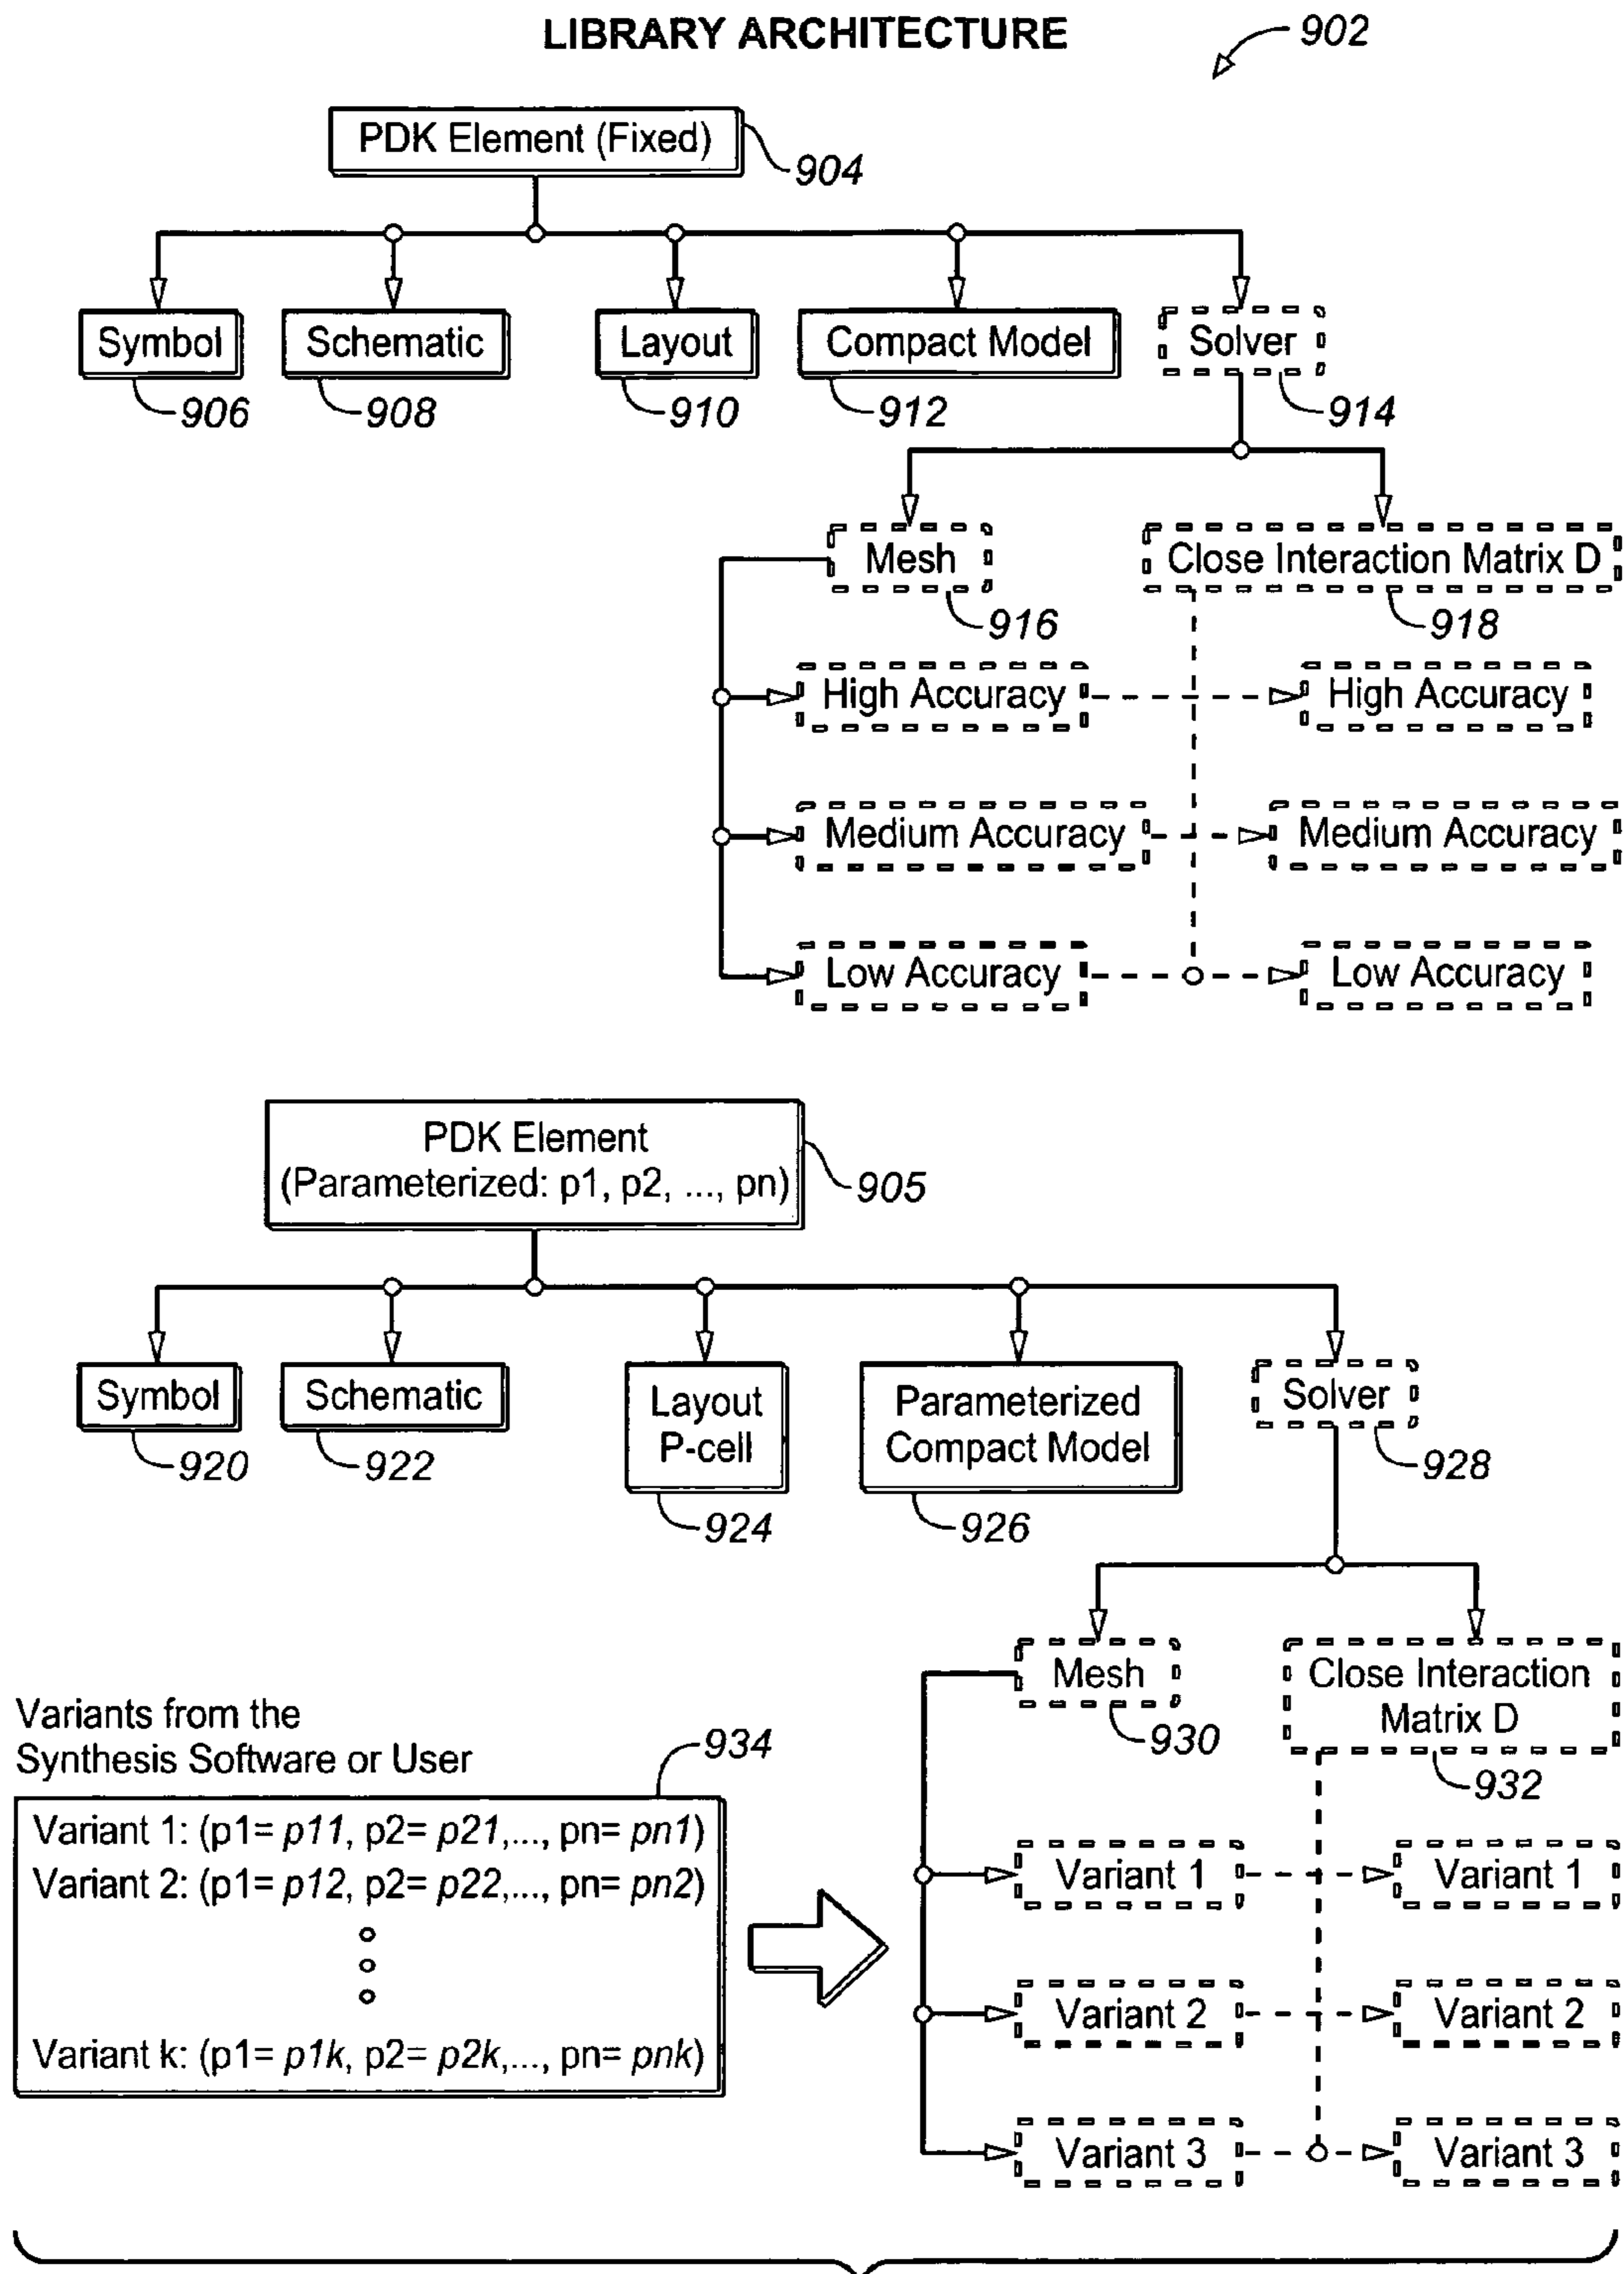 LIBRARY ARCHITECTURE
902
PDK Element (Fixed)
904
Symbol
Schematic
Layout
Compact Model
Solver
906
908
910
912
914
Mesh
Close Interaction Matrix D
916
918
High Accuracy
High Accuracy
Medium Accuracy
Medium Accuracy
Low Accuracy
Low Accuracy
PDK Element
(Parameterized: p1, p2, ..., pn)
905
Symbol
Schematic
Layout
P-cell
Parameterized
Compact Model
Solver
920
922
924
926
928
Mesh
Close Interaction
Matrix D
930
932
Variants from the
Synthesis Software or User
934
Variant 1: (p1= p11, p2= p21,..., pn= pn1)
Variant 2: (p1= p12, p2= p22,..., pn= pn2)
Variant k: (p1= p1k, p2= p2k,..., pn= pnk)
Variant 1
Variant 1
Variant 2
Variant 2
Variant 3
Variant 3